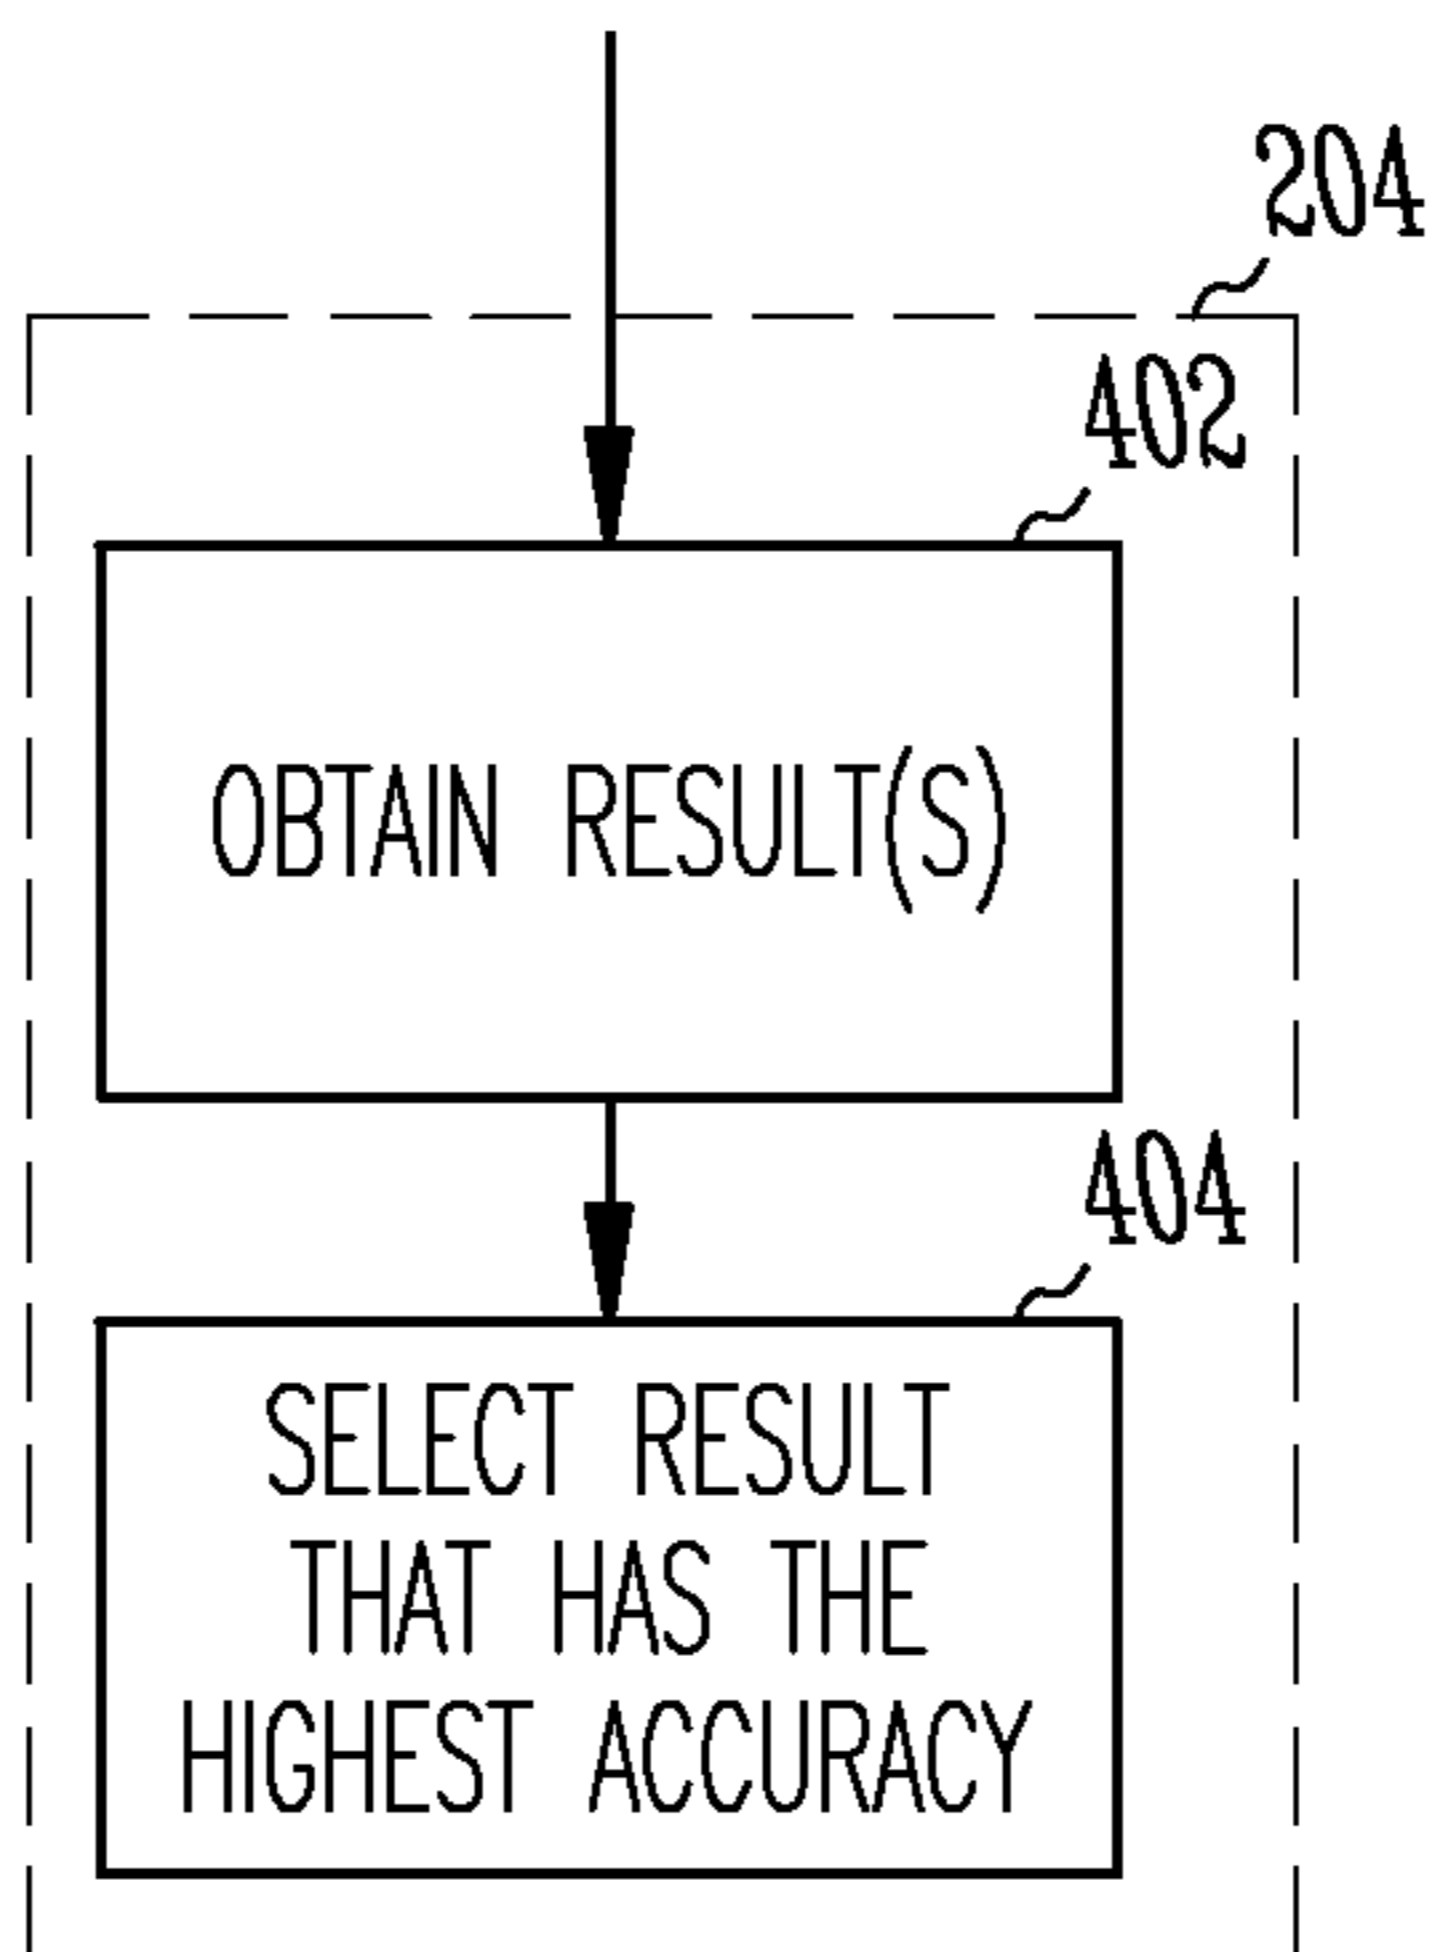 204
402
OBTAIN RESULT(S)
404
SELECT RESULT
THAT HAS THE
HIGHEST ACCURACY